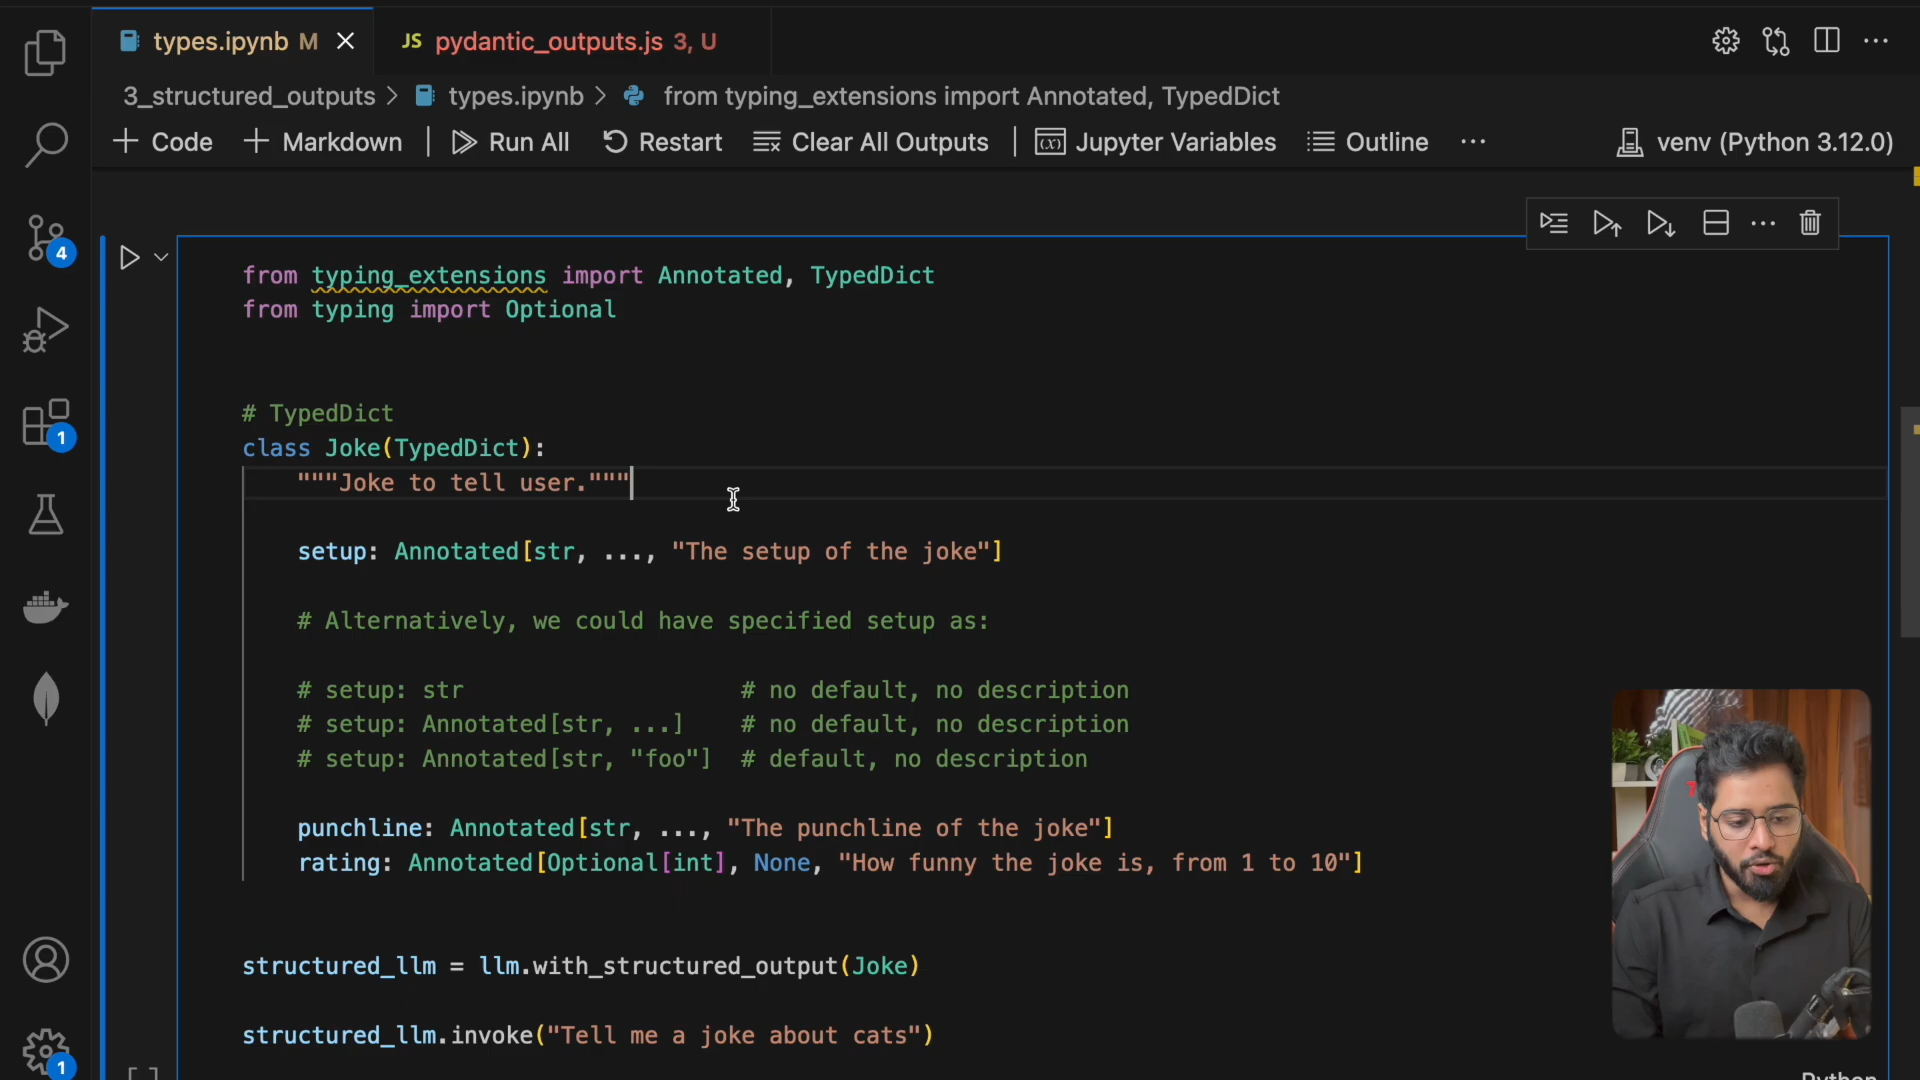 types.ipynb M
JS pydantic_outputs.js 3, U
3_structured_outputs > types.ipynb > from typing_extensions import Annotated, TypedDict
+ Code + Markdown | Run All Restart Clear All Outputs | Jupyter Variables Outline ... venv (Python 3.12.0)
4
1
1
from typing_extensions import Annotated, TypedDict
from typing import Optional
# TypedDict
class Joke(TypedDict):
"""Joke to tell user."""
setup: Annotated[str, ..., "The setup of the joke"]
# Alternatively, we could have specified setup as:
# setup: str # no default, no description
# setup: Annotated[str, ...] # no default, no description
# setup: Annotated[str, "foo"] # default, no description
punchline: Annotated[str, ..., "The punchline of the joke"]
rating: Annotated[Optional[int], None, "How funny the joke is, from 1 to 10"]
structured_llm = llm.with_structured_output(Joke)
structured_llm.invoke("Tell me a joke about cats")
[ ]
Python